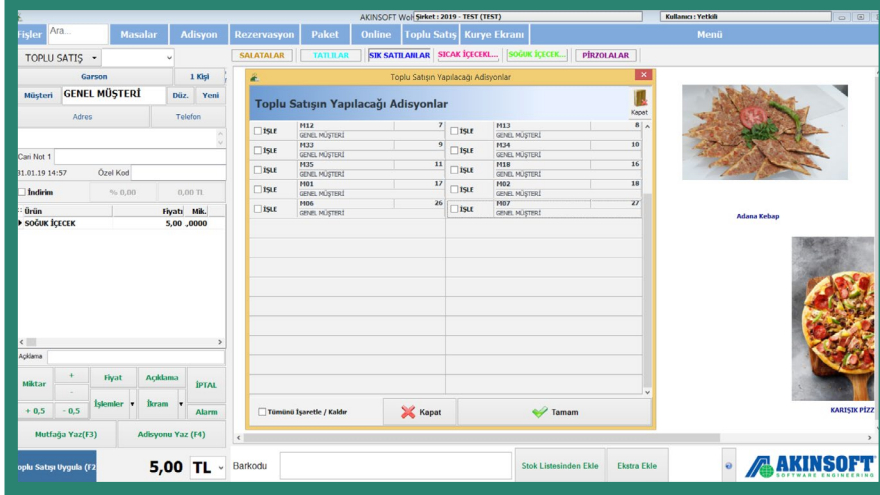 AKINSOFT Wol
Şirket : 2019 - TEST (TEST)
Kullanıcı : Yetkili
Fişler
Ara...
Masalar
Adisyon
Rezervasyon
Paket
Online
Toplu Satış
Kurye Ekranı
Menü
TOPLU SATIŞ
SALATALAR
TATLILAR
SIK SATILANLAR
SICAK İÇECEKL...
SOĞUK İÇECEK...
PİRZOLALAR
Garson
1 Kişi
Müşteri
GENEL MÜŞTERİ
Düz.
Yeni
Adres
Telefon
Cari Not 1
31.01.19 14:57
Özel Kod
İndirim
% 0,00
0,00 TL
Ürün
Fiyatı
Mik.
SOĞUK İÇECEK
5,00
,0000
Açıklama
Miktar
+
-
+ 0,5
- 0,5
Fiyat
Açıklama
İPTAL
İşlemler
İkram
Alarm
Mutfağa Yaz(F3)
Adisyonu Yaz (F4)
oplu Satışı Uygula (F2
5,00
TL
Toplu Satışın Yapılacağı Adisyonlar
Toplu Satışın Yapılacağı Adisyonlar
Kapat
İŞLE M12 7
GENEL MÜŞTERİ
İŞLE M13 8
GENEL MÜŞTERİ
İŞLE M33 9
GENEL MÜŞTERİ
İŞLE M34 10
GENEL MÜŞTERİ
İŞLE M35 11
GENEL MÜŞTERİ
İŞLE M18 16
GENEL MÜŞTERİ
İŞLE M01 17
GENEL MÜŞTERİ
İŞLE M02 18
GENEL MÜŞTERİ
İŞLE M06 26
GENEL MÜŞTERİ
İŞLE M07 27
GENEL MÜŞTERİ
Tümünü İşaretle / Kaldır
Kapat
Tamam
Adana Kebap
KARIŞIK PİZZ
Barkodu
Stok Listesinden Ekle
Ekstra Ekle
AKINSOFT
SOFTWARE ENGINEERING